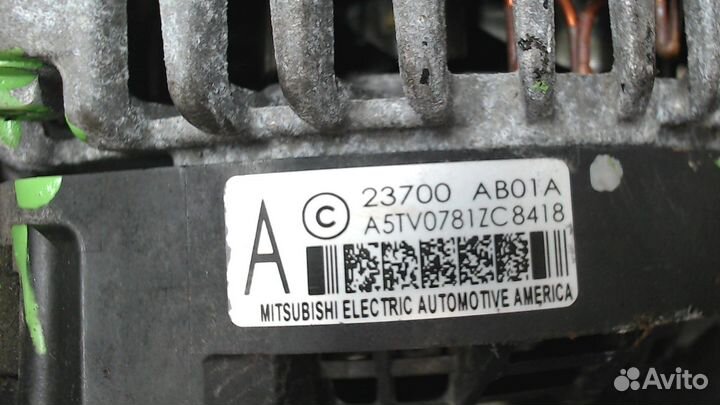 A
C 23700 AB01A
A5TV0781ZC8418
MITSUBISHI ELECTRIC AUTOMOTIVE AMERICA
Avito